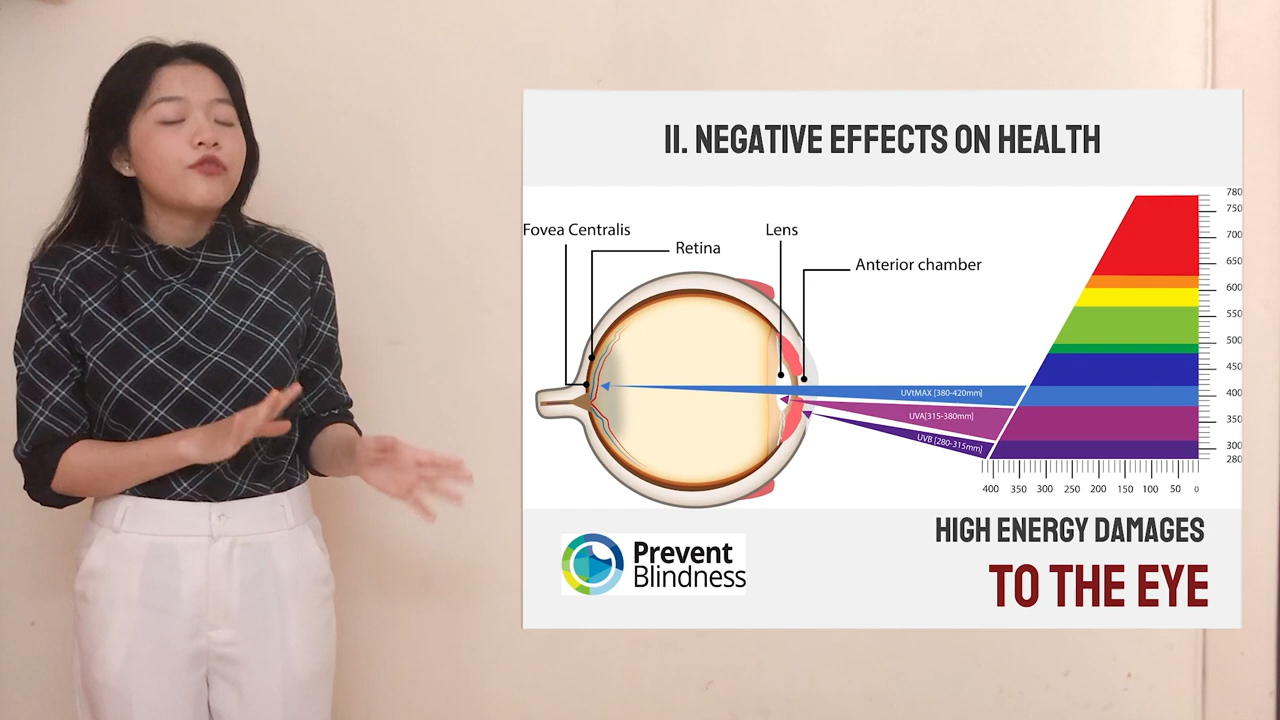 II. NEGATIVE EFFECTS ON HEALTH
Fovea Centralis
Retina
Lens
Anterior chamber
780
750
700
650
600
550
500
450
400
350
300
280
UVtMAX [380-420mm]
UVA[315-380mm]
UVB [280-315mm]
400 350 300 250 200 150 100 50 0
Prevent
Blindness
HIGH ENERGY DAMAGES
TO THE EYE